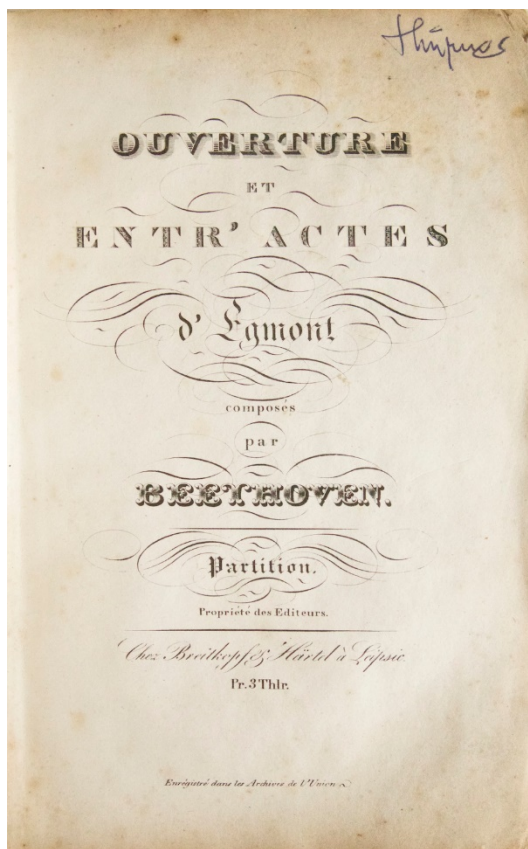 OUVERTURE
ET
ENTR' ACTES
d' Egmont
composés
par
BEETHOVEN.
Partition.
Propriété des Editeurs.
Chez Breitkopf & Härtel à Leipsic.
Pr. 3 Thlr.
Enrégistré dans les Archives de l'Union.